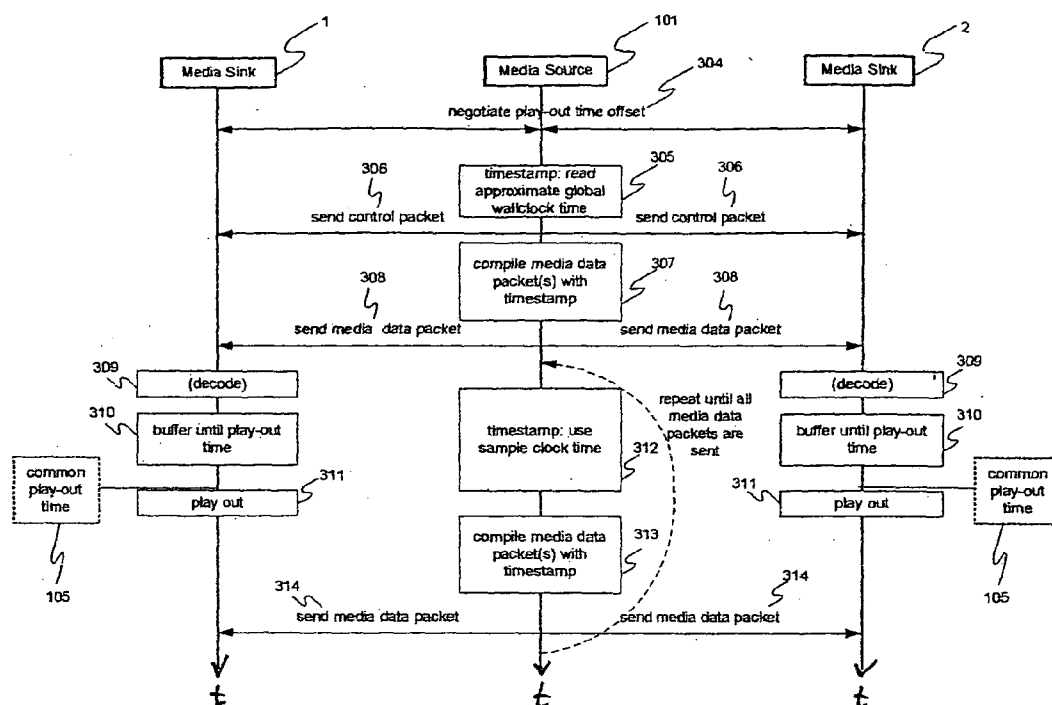 1
101
2
Media Sink
Media Source
Media Sink
304
negotiate play-out time offset
305
306
306
timestamp: read
approximate global
wallclock time
send control packet
send control packet
307
308
308
compile media data
packet(s) with
timestamp
send media data packet
send media data packet
309
(decode)
309
(decode)
310
buffer until play-out
time
310
buffer until play-out
time
timestamp: use
sample clock time
312
repeat until all
media data
packets are
sent
common
play-out
time
311
play out
311
play out
common
play-out
time
105
105
compile media data
packet(s) with
timestamp
313
314
314
send media data packet
send media data packet
t
t
t